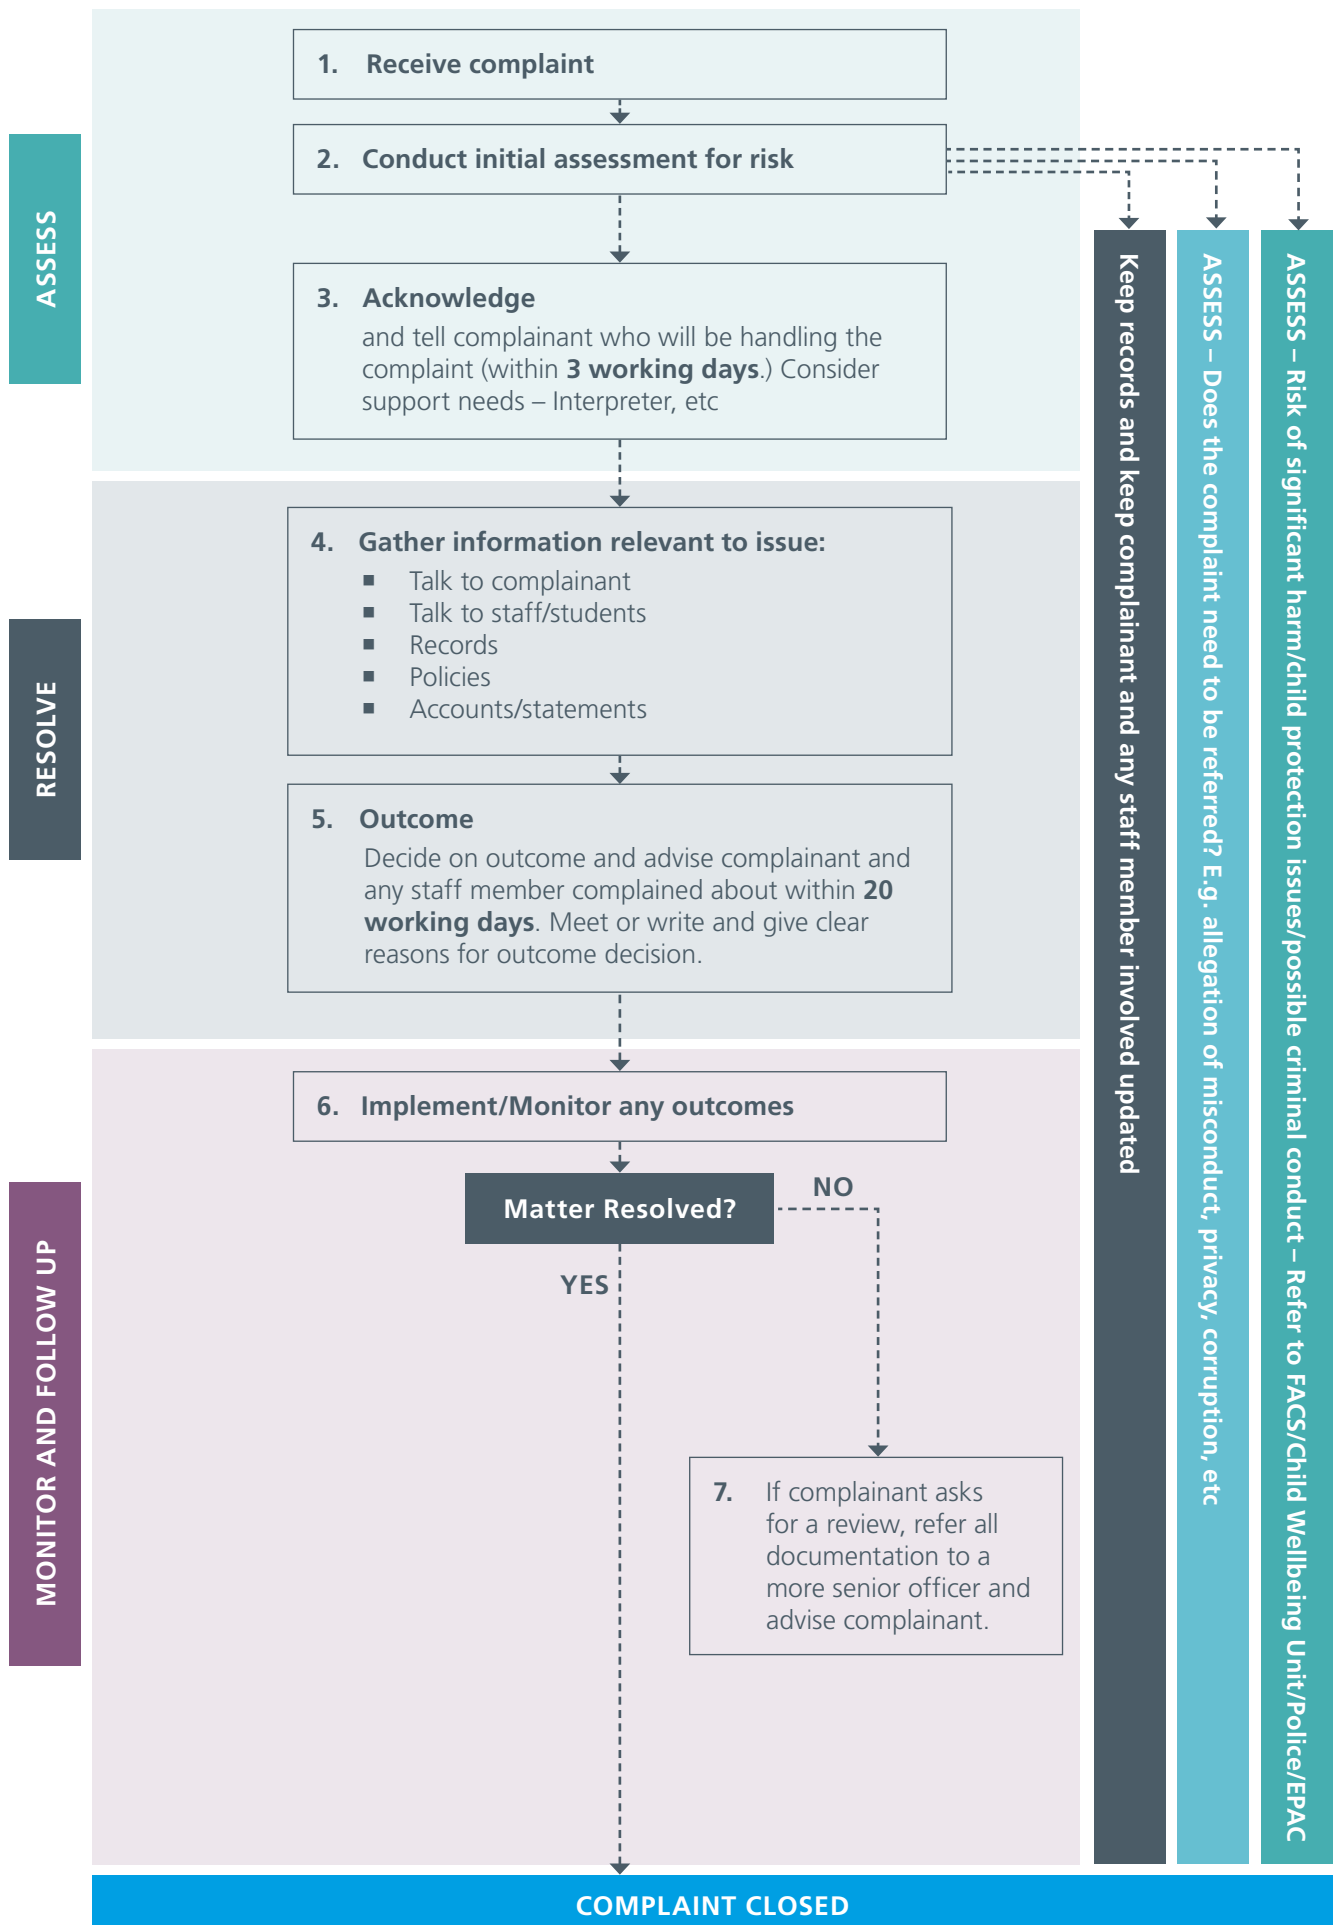 ASSESS
1. Receive complaint
2. Conduct initial assessment for risk
3. Acknowledge
and tell complainant who will be handling the
complaint (within 3 working days.) Consider
support needs – Interpreter, etc
RESOLVE
4. Gather information relevant to issue:
■ Talk to complainant
■ Talk to staff/students
■ Records
■ Policies
■ Accounts/statements
5. Outcome
Decide on outcome and advise complainant and
any staff member complained about within 20
working days. Meet or write and give clear
reasons for outcome decision.
MONITOR AND FOLLOW UP
6. Implement/Monitor any outcomes
Matter Resolved?
NO
YES
7. If complainant asks
for a review, refer all
documentation to a
more senior officer and
advise complainant.
Keep records and keep complainant and any staff member involved updated
ASSESS – Does the complaint need to be referred? E.g. allegation of misconduct, privacy, corruption, etc
ASSESS – Risk of significant harm/child protection issues/possible criminal conduct – Refer to FACS/Child Wellbeing Unit/Police/EPAC
COMPLAINT CLOSED